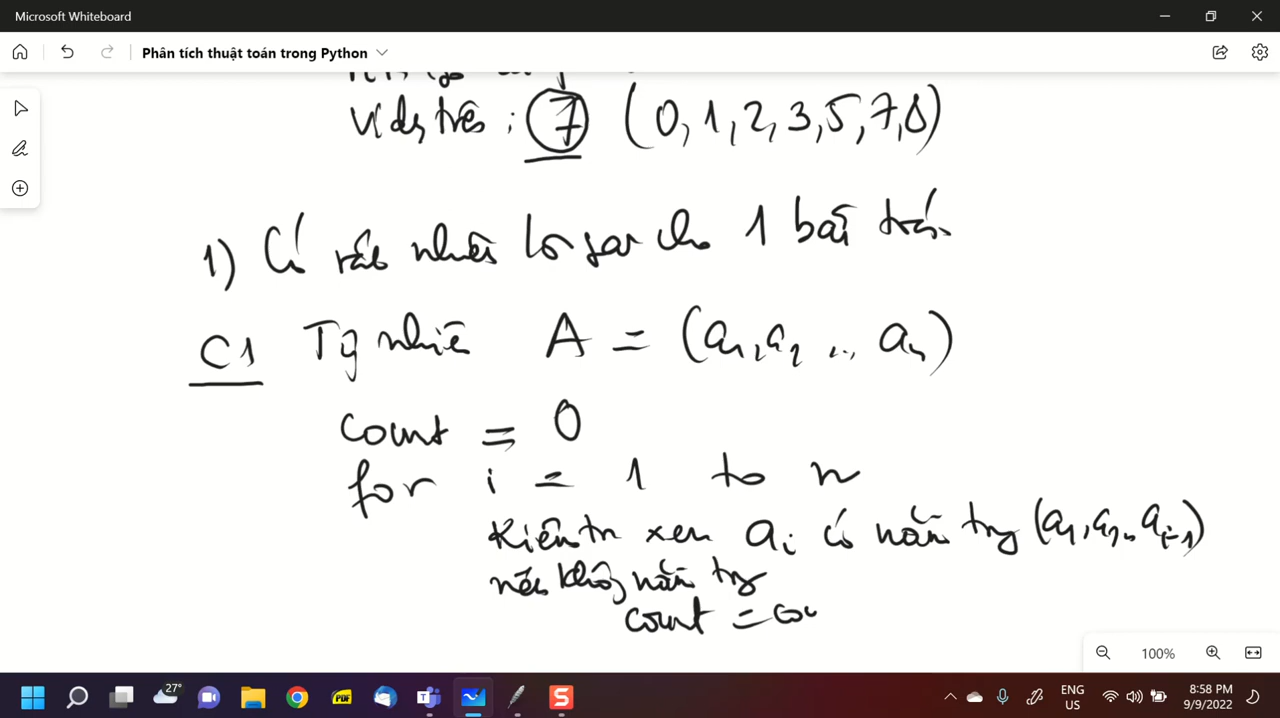 Microsoft Whiteboard
Phân tích thuật toán trong Python
Ví dụ trên: 7 (0, 1, 2, 3, 5, 7, 8)
1) Có rất nhiều lời giải cho 1 bài toán
C1 Tự nhiên A = (a1, a2 ... an)
count = 0
for i = 1 to n
Kiểm tra xem ai có nằm trong (a1, a2, .. ai-1)
nếu không nằm trong
count = cou
100%
27°
ENG
US
8:58 PM
9/9/2022